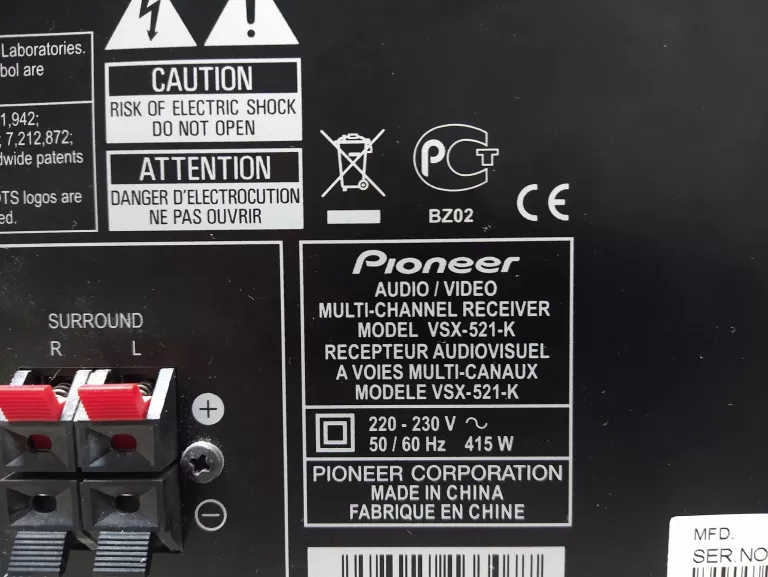 Laboratories.
bol are
1,942;
; 7,212,872;
dwide patents
DTS logos are
ed.
CAUTION
RISK OF ELECTRIC SHOCK
DO NOT OPEN
ATTENTION
DANGER D'ELECTROCUTION
NE PAS OUVRIR
PCT
BZ02
CE
SURROUND
R L
+
−
Pioneer
AUDIO / VIDEO
MULTI-CHANNEL RECEIVER
MODEL VSX-521-K
RECEPTEUR AUDIOVISUEL
A VOIES MULTI-CANAUX
MODELE VSX-521-K
220 - 230 V ~
50 / 60 Hz 415 W
PIONEER CORPORATION
MADE IN CHINA
FABRIQUE EN CHINE
MFD.
SER.NO